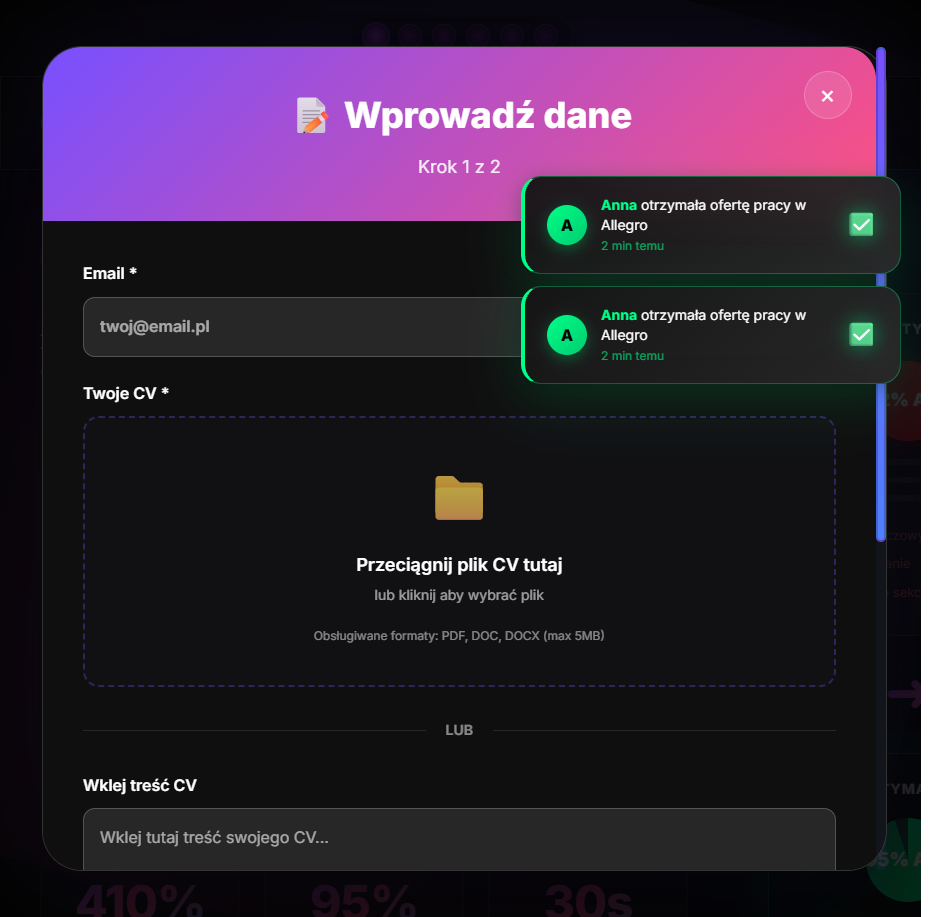 Wprowadź dane
Krok 1 z 2
×
A
Anna otrzymała ofertę pracy w
Allegro
2 min temu
A
Anna otrzymała ofertę pracy w
Allegro
2 min temu
Email *
twoj@email.pl
Twoje CV *
Przeciągnij plik CV tutaj
lub kliknij aby wybrać plik
Obsługiwane formaty: PDF, DOC, DOCX (max 5MB)
LUB
Wklej treść CV
Wklej tutaj treść swojego CV...
410%
95%
30s